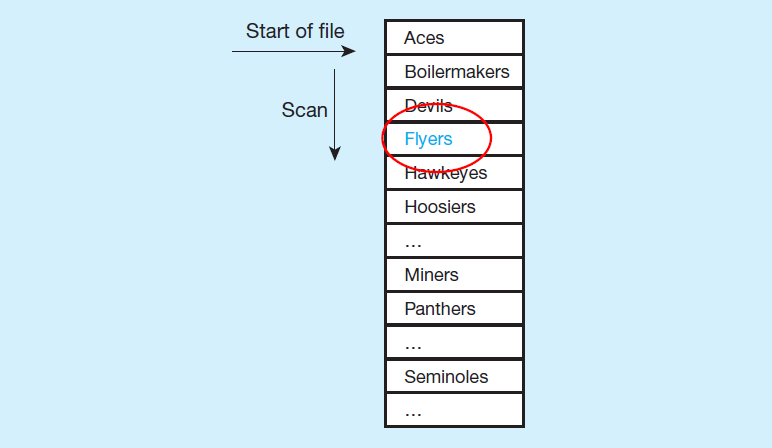 Start of file
Scan
Aces
Boilermakers
Devils
Flyers
Hawkeyes
Hoosiers
...
Miners
Panthers
...
Seminoles
...